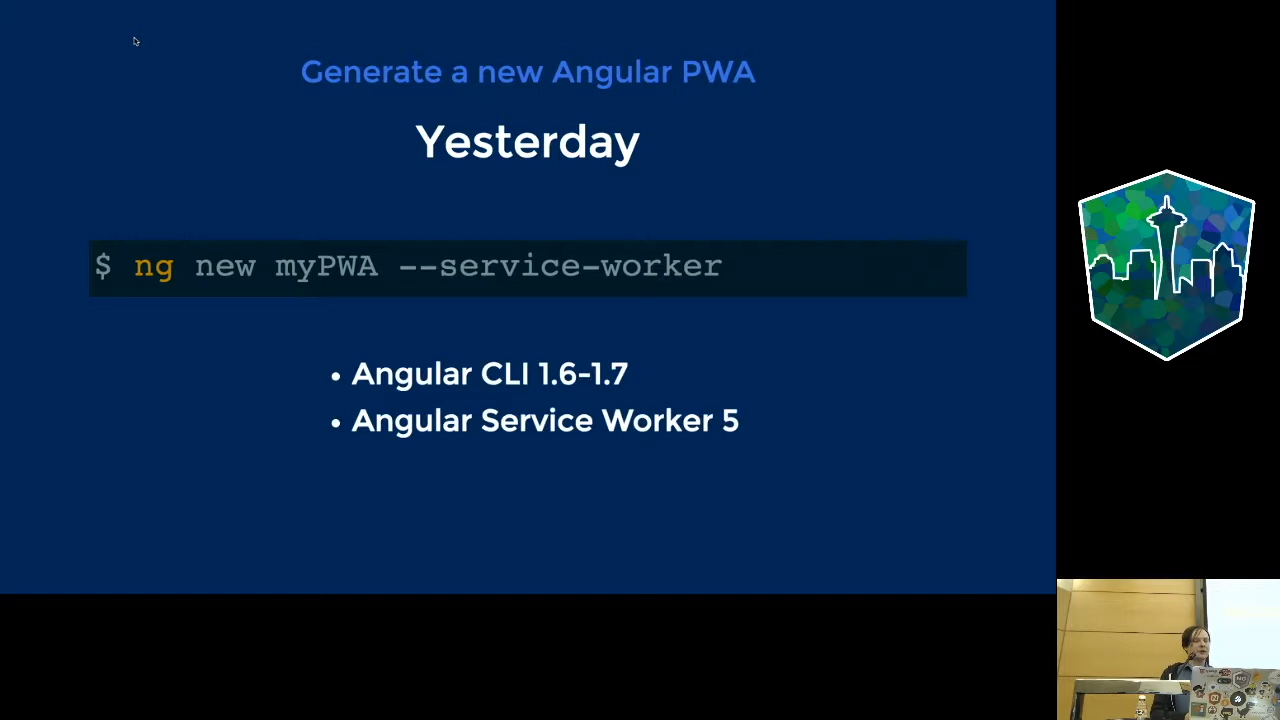 Generate a new Angular PWA
Yesterday
$ ng new myPWA --service-worker
• Angular CLI 1.6-1.7
• Angular Service Worker 5